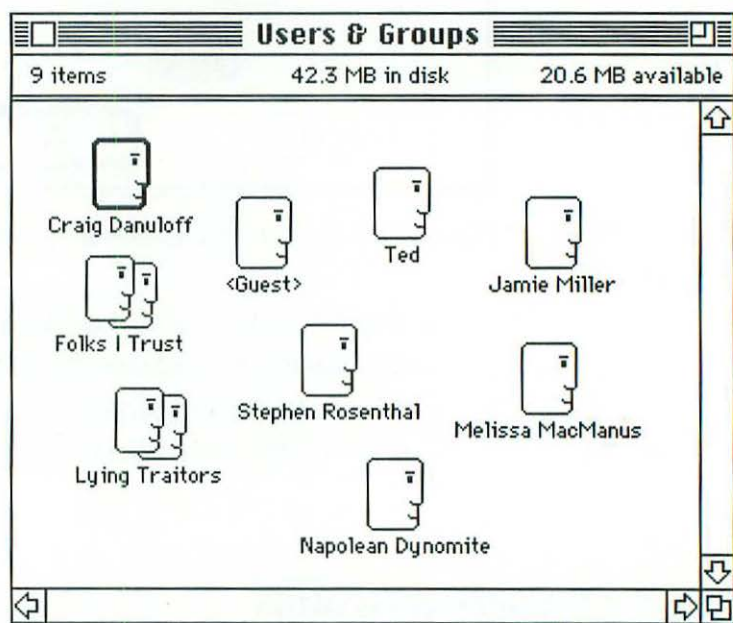 Users & Groups
9 items 42.3 MB in disk 20.6 MB available
Craig Danuloff
<Guest>
Ted
Jamie Miller
Folks I Trust
Stephen Rosenthal
Melissa MacManus
Lying Traitors
Napolean Dynomite